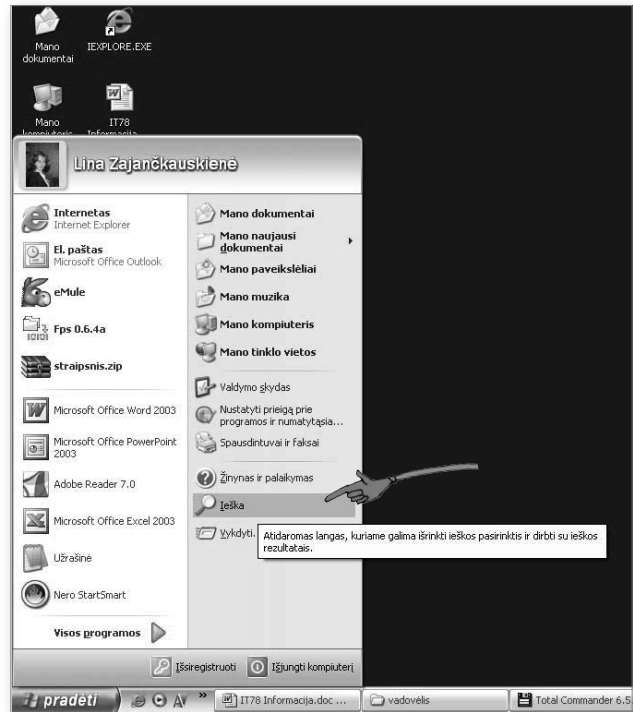 Mano
dokumentai
IEXPLORE.EXE
Mano
kompiuteris
IT78
Informacija
Lina Zajančkauskienė
Internetas
Internet Explorer
El. paštas
Microsoft Office Outlook
eMule
Fps 0.6.4a
straipsnis.zip
Microsoft Office Word 2003
Microsoft Office PowerPoint
2003
Adobe Reader 7.0
Microsoft Office Excel 2003
Užrašinė
Nero StartSmart
Visos programos
Mano dokumentai
Mano naujausi
dokumentai
Mano paveikslėliai
Mano muzika
Mano kompiuteris
Mano tinklo vietos
Valdymo skydas
Nustatyti prieigą prie
programos ir numatytąsia...
Spausdintuvai ir faksai
Žinynas ir palaikymas
Ieška
Vykdyti.
Atidaromas langas, kuriame galima išrinkti ieškos pasirinktis ir dirbti su ieškos
rezultatais.
Išsiregistruoti
Išjungti kompiuterį
pradėti
»
IT78 Informacija.doc ...
vadovėlis
Total Commander 6.5